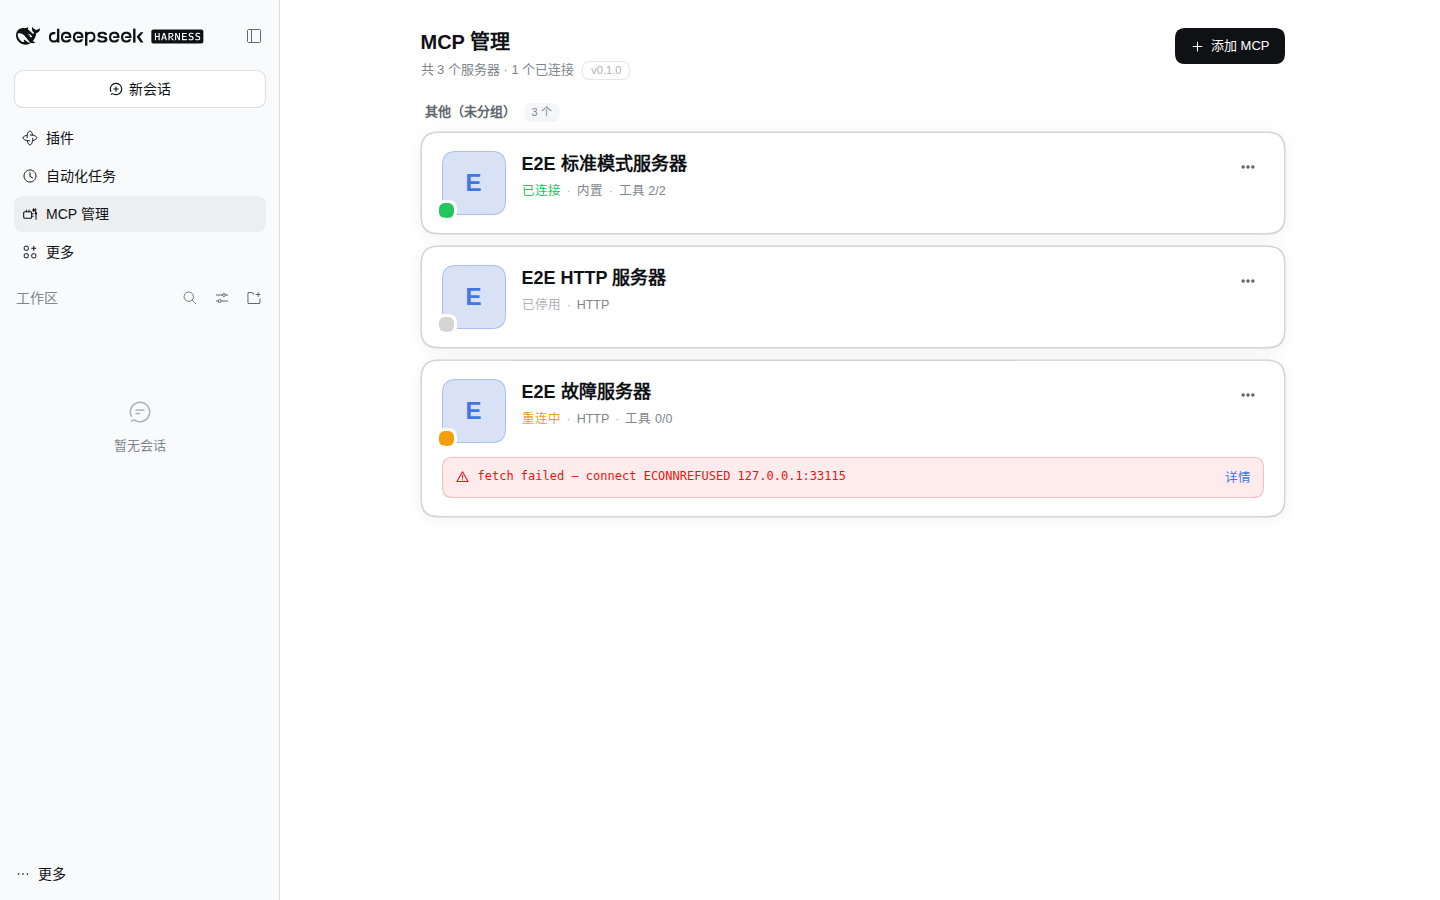 deepseek HARNESS
新会话
插件
自动化任务
MCP 管理
更多
工作区
暂无会话
更多
MCP 管理
共 3 个服务器 · 1 个已连接 v0.1.0
添加 MCP
其他（未分组） 3 个
E
E2E 标准模式服务器
已连接 · 内置 · 工具 2/2
E
E2E HTTP 服务器
已停用 · HTTP
E
E2E 故障服务器
重连中 · HTTP · 工具 0/0
fetch failed — connect ECONNREFUSED 127.0.0.1:33115 详情